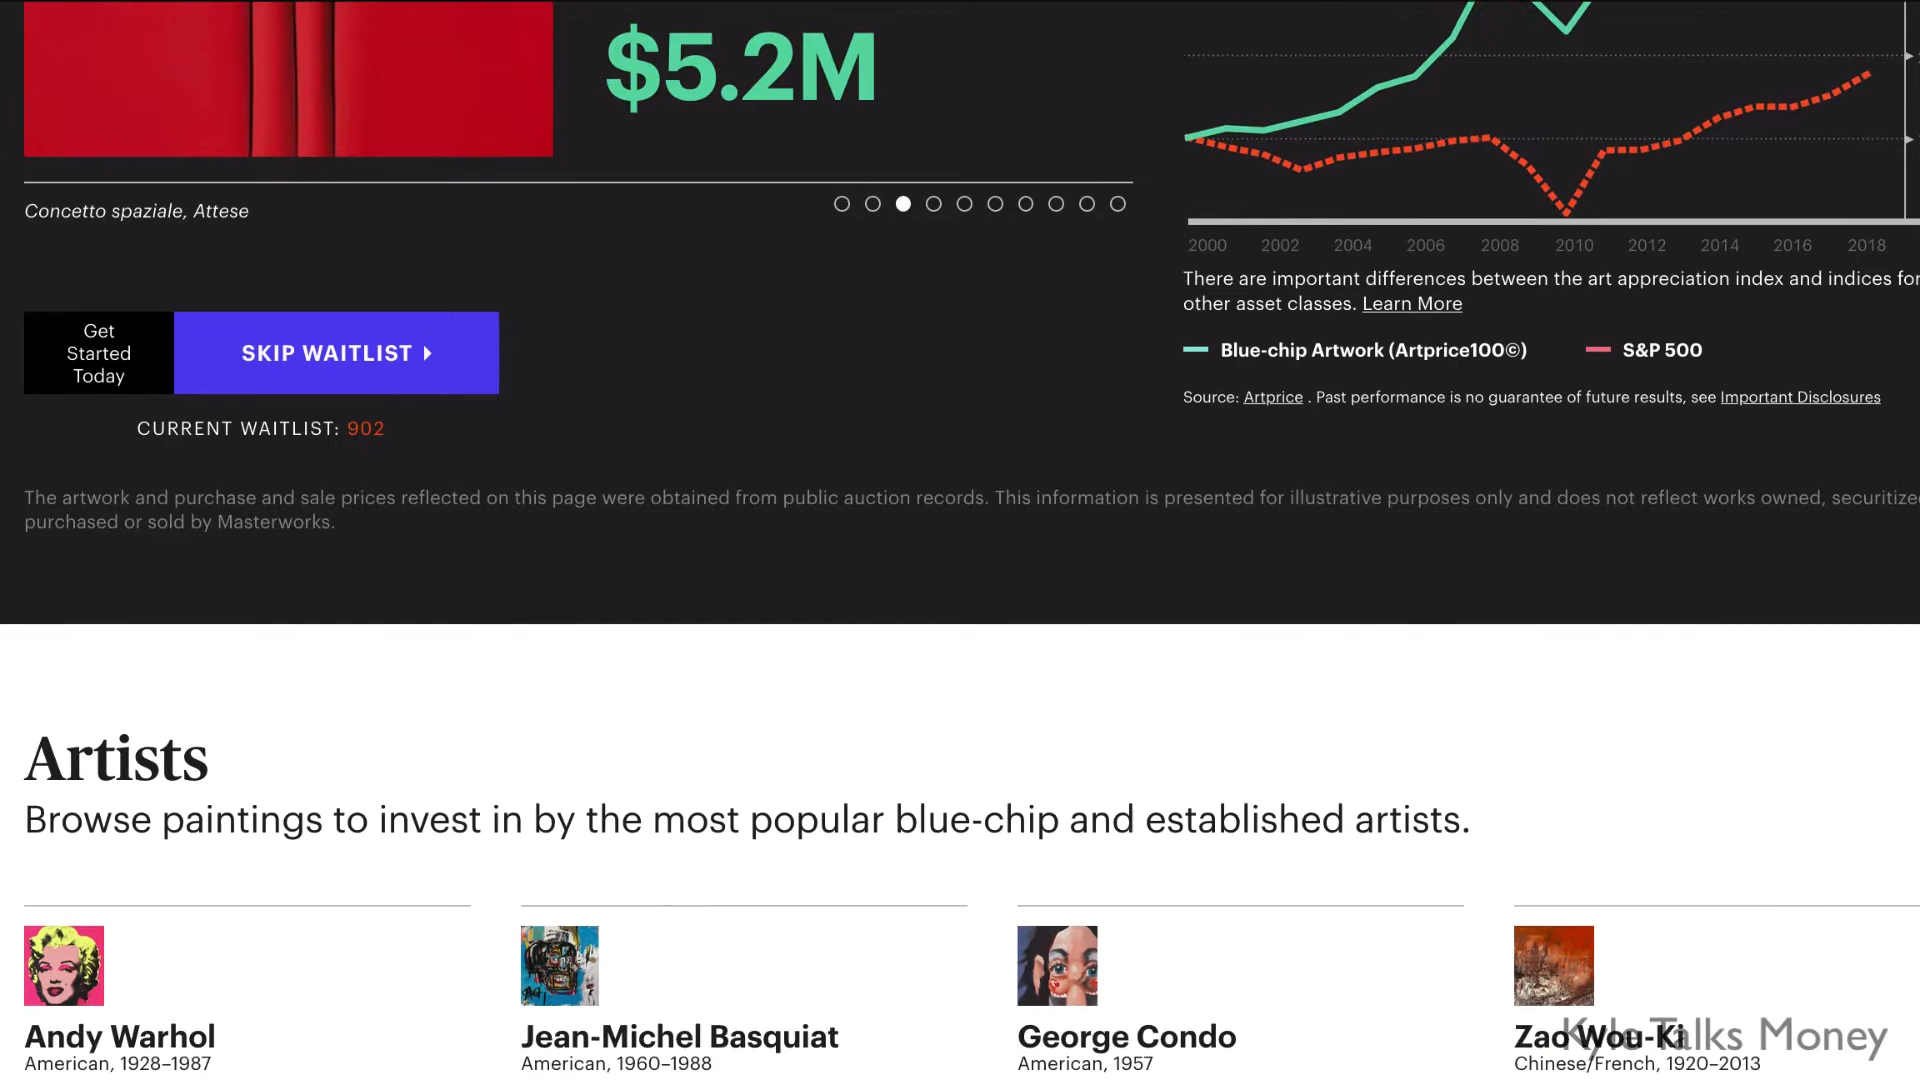 $5.2M
Concetto spaziale, Attese
Get
Started
Today
SKIP WAITLIST
CURRENT WAITLIST: 902
2000 2002 2004 2006 2008 2010 2012 2014 2016 2018
There are important differences between the art appreciation index and indices for
other asset classes. Learn More
Blue-chip Artwork (Artprice100©) S&P 500
Source: Artprice . Past performance is no guarantee of future results, see Important Disclosures
The artwork and purchase and sale prices reflected on this page were obtained from public auction records. This information is presented for illustrative purposes only and does not reflect works owned,
purchased or sold by Masterworks.
Artists
Browse paintings to invest in by the most popular blue-chip and established artists.
Andy Warhol
American, 1928–1987
Jean-Michel Basquiat
American, 1960–1988
George Condo
American, 1957
Zao Wou-Ki
Chinese/French, 1920–2013
Kyle Talks Money